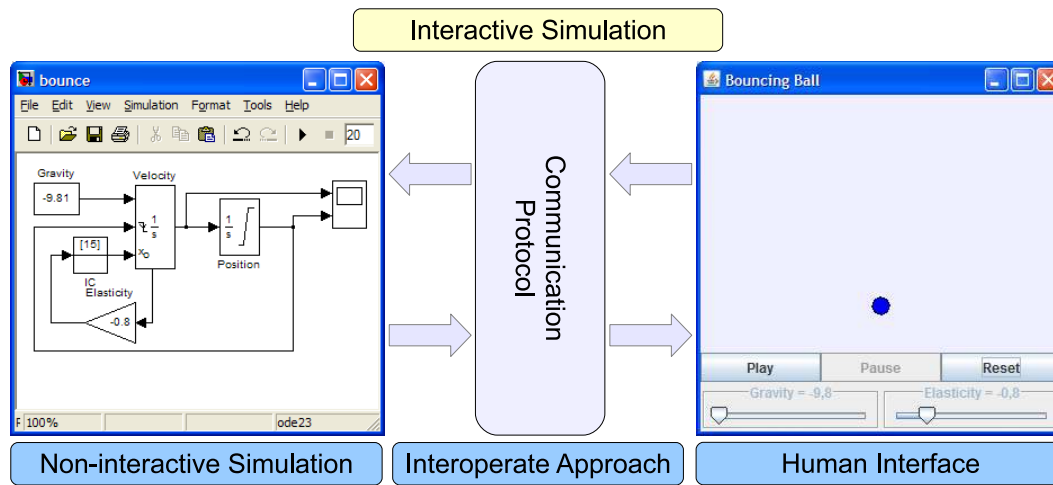 Interactive Simulation
bounce
File Edit View Simulation Format Tools Help
20
Gravity
-9.81
Velocity
1
s
xo
[15]
IC
Elasticity
-0.8
1
s
Position
F 100%
ode23
Communication
Protocol
Bouncing Ball
Play Pause Reset
Gravity = -9,8 Elasticity = -0,8
Non-interactive Simulation
Interoperate Approach
Human Interface